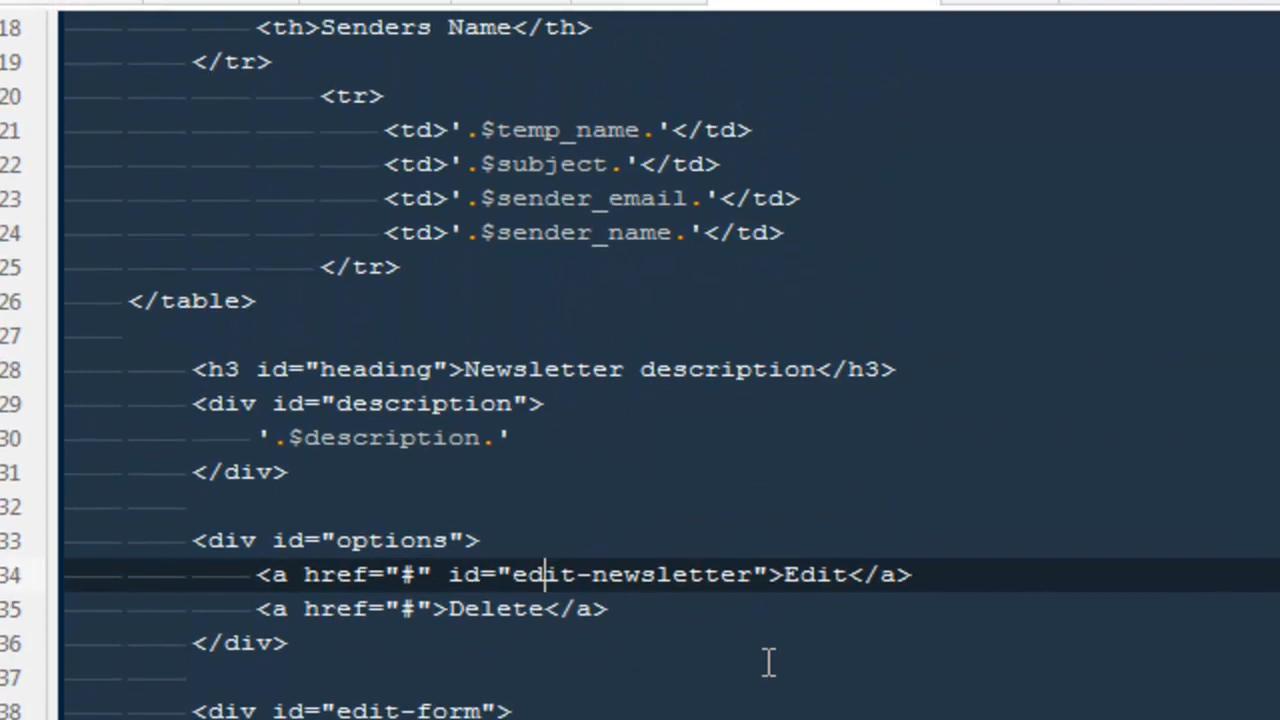 18 <th>Senders Name</th>
19 </tr>
20 <tr>
21 <td>'.$temp_name.'</td>
22 <td>'.$subject.'</td>
23 <td>'.$sender_email.'</td>
24 <td>'.$sender_name.'</td>
25 </tr>
26 </table>
27
28 <h3 id="heading">Newsletter description</h3>
29 <div id="description">
30 '.$description.'
31 </div>
32
33 <div id="options">
34 <a href="#" id="edit-newsletter">Edit</a>
35 <a href="#">Delete</a>
36 </div>
37
38 <div id="edit-form">